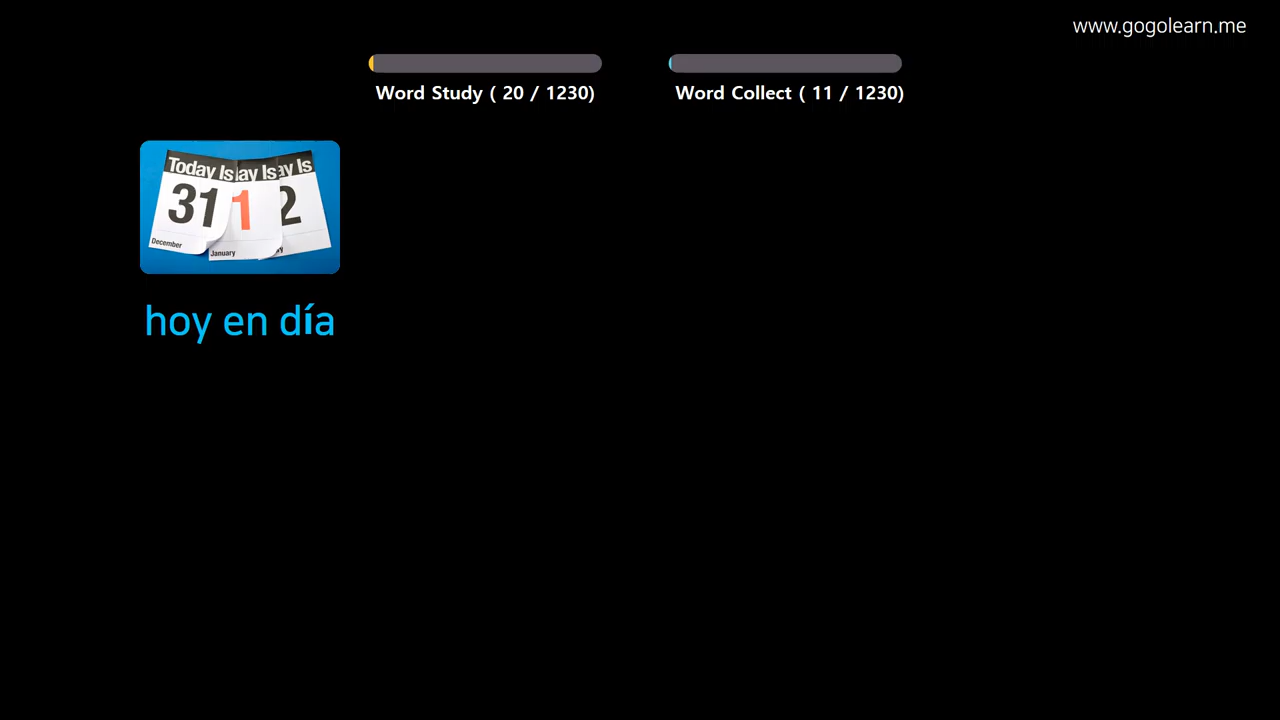 www.gogolearn.me
Word Study ( 20 / 1230)
Word Collect ( 11 / 1230)
Today Is
ay Is
ay Is
31
1
2
December
January
hoy en día